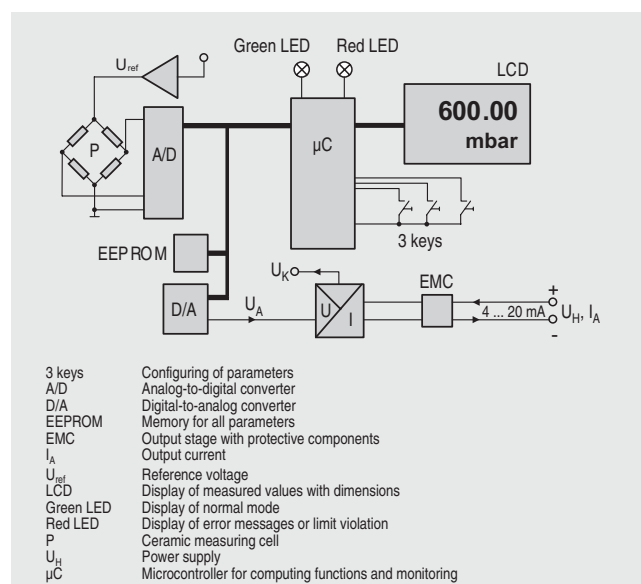 Green LED Red LED
U_ref
LCD
600.00
mbar
P
A/D
µC
3 keys
EEPROM
U_K
EMC
D/A
U_A
U
I
+
4 ... 20 mA
U_H, I_A
-
3 keys Configuring of parameters
A/D Analog-to-digital converter
D/A Digital-to-analog converter
EEPROM Memory for all parameters
EMC Output stage with protective components
I_A Output current
U_ref Reference voltage
LCD Display of measured values with dimensions
Green LED Display of normal mode
Red LED Display of error messages or limit violation
P Ceramic measuring cell
U_H Power supply
µC Microcontroller for computing functions and monitoring